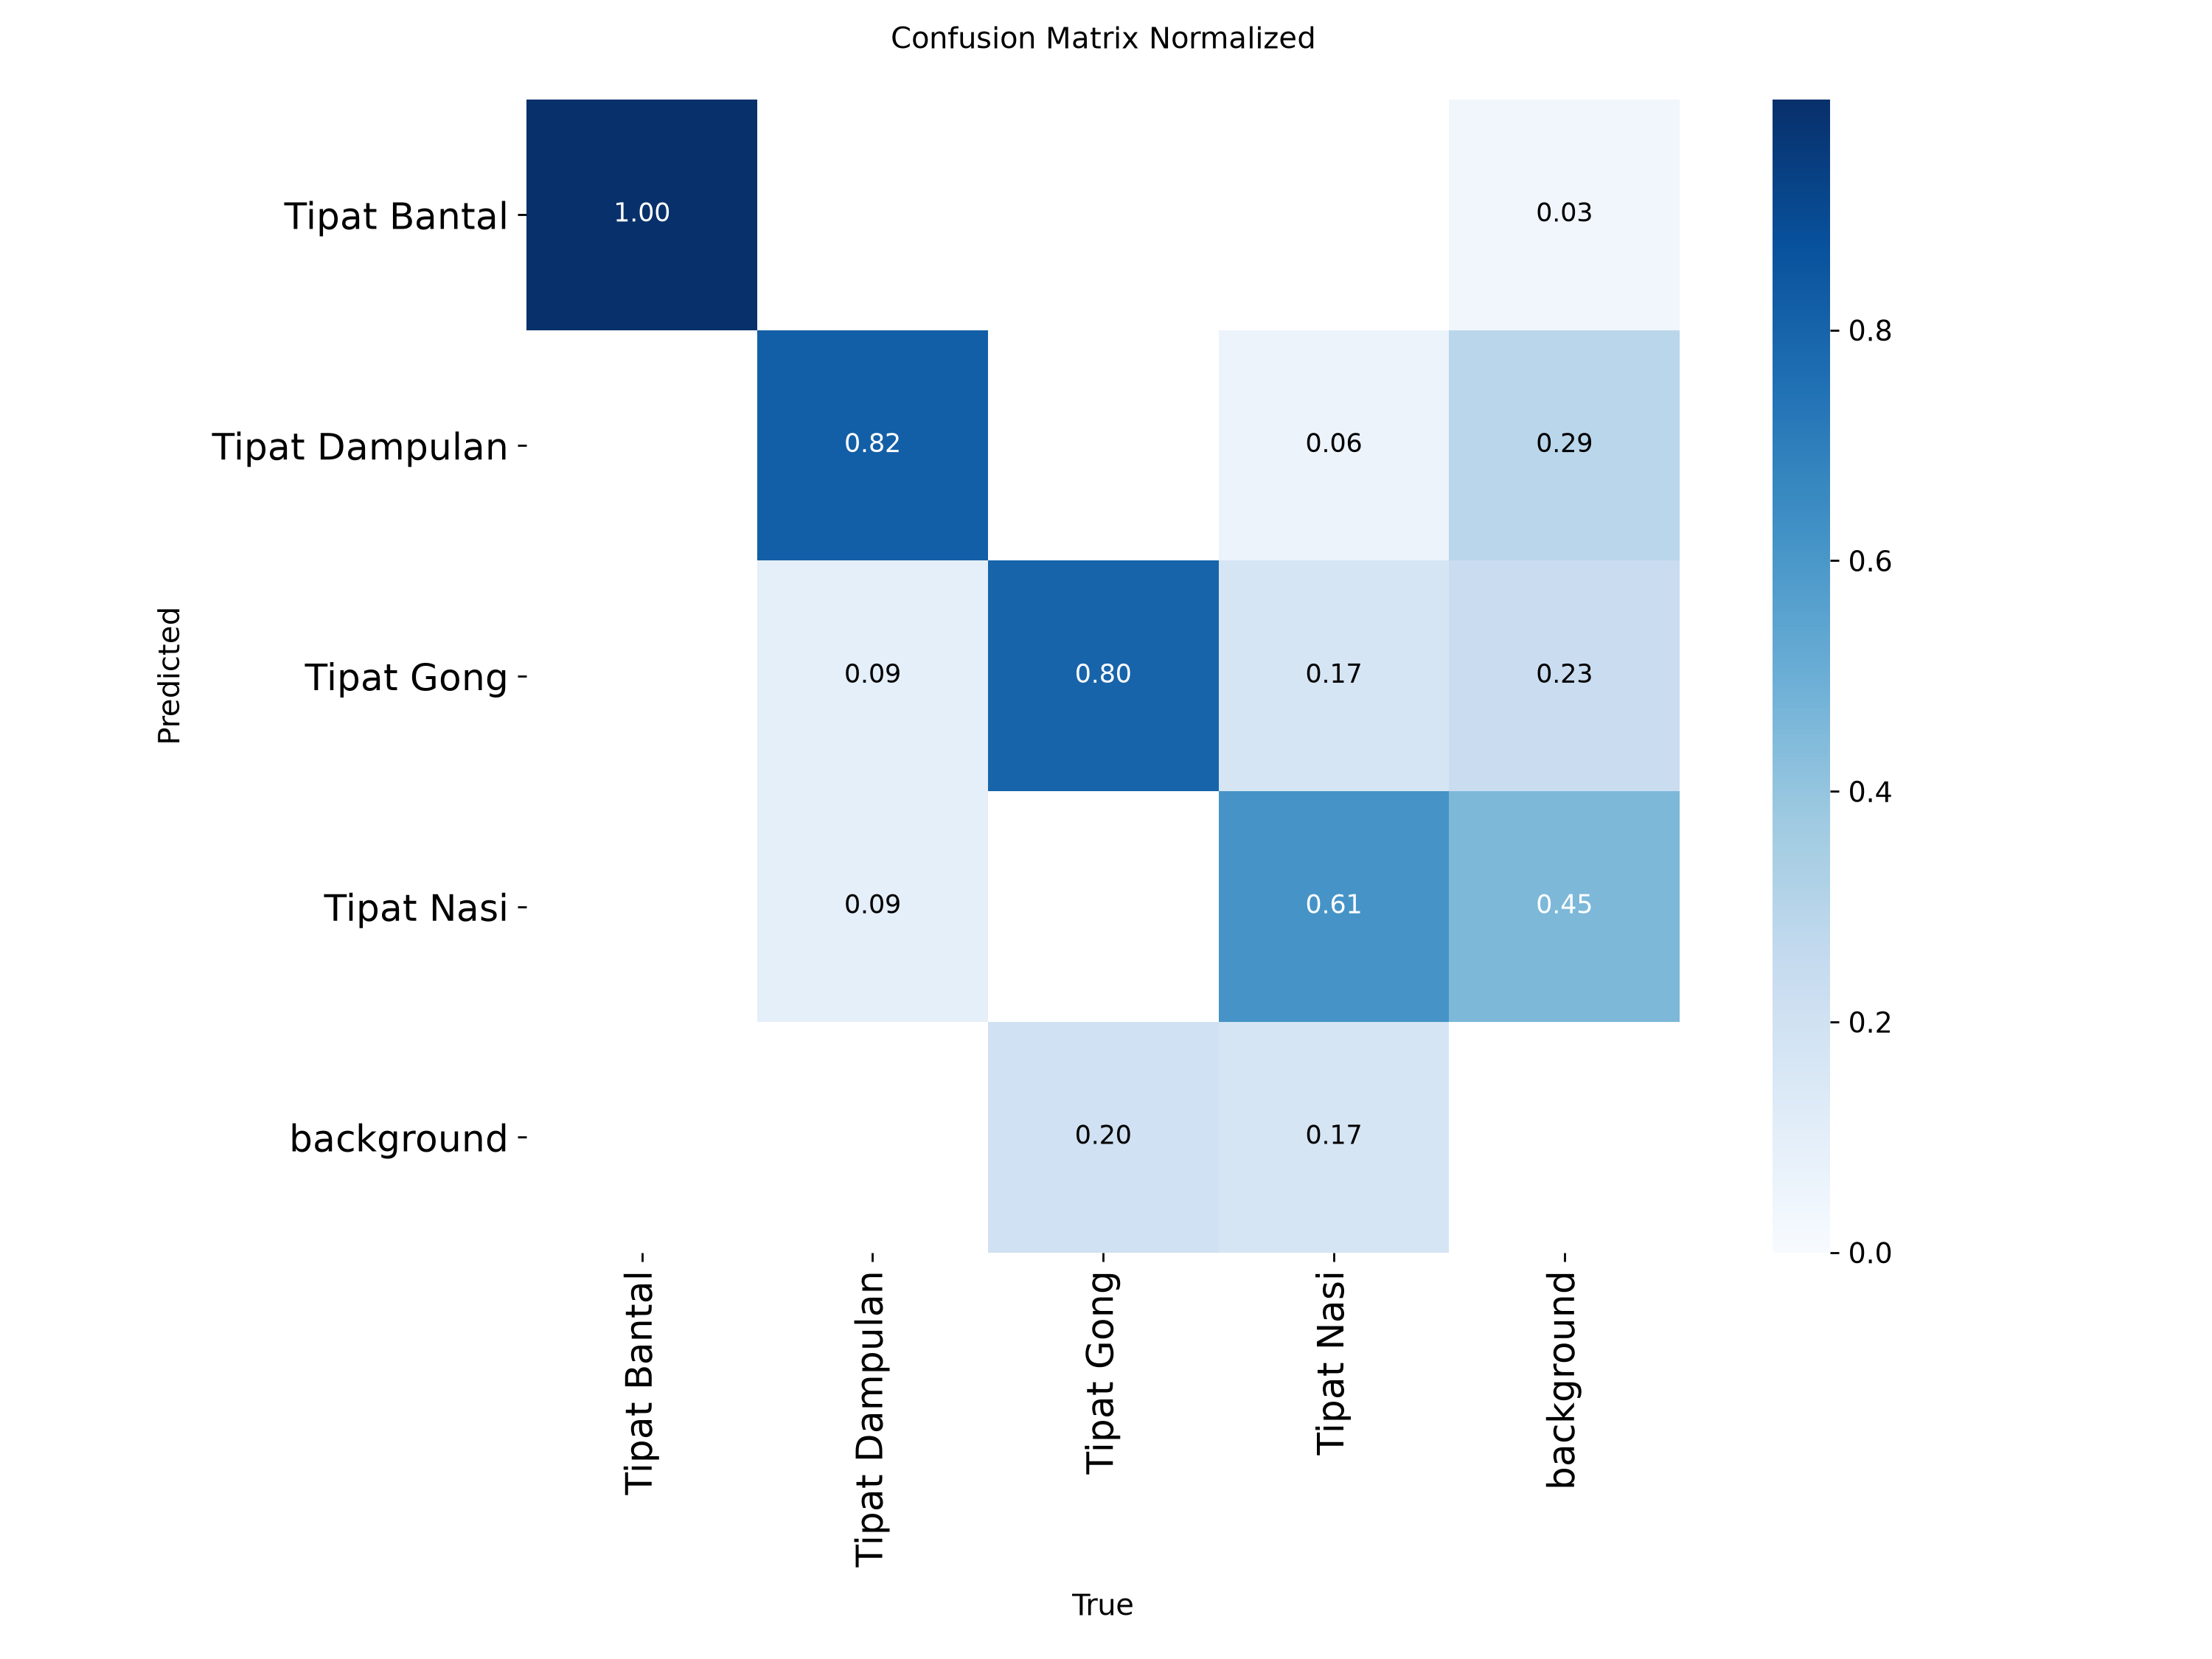 Confusion Matrix Normalized
Tipat Bantal
1.00
0.03
Tipat Dampulan
0.82
0.06
0.29
Tipat Gong
0.09
0.80
0.17
0.23
Tipat Nasi
0.09
0.61
0.45
background
0.20
0.17
Predicted
Tipat Bantal
Tipat Dampulan
Tipat Gong
Tipat Nasi
background
True
0.8
0.6
0.4
0.2
0.0